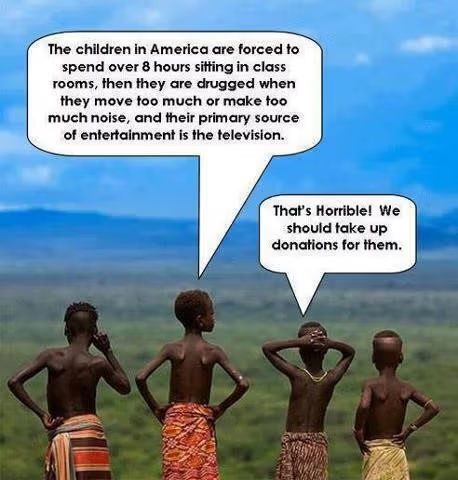 The children in America are forced to
spend over 8 hours sitting in class
rooms, then they are drugged when
they move too much or make too
much noise, and their primary source
of entertainment is the television.
That's Horrible! We
should take up
donations for them.